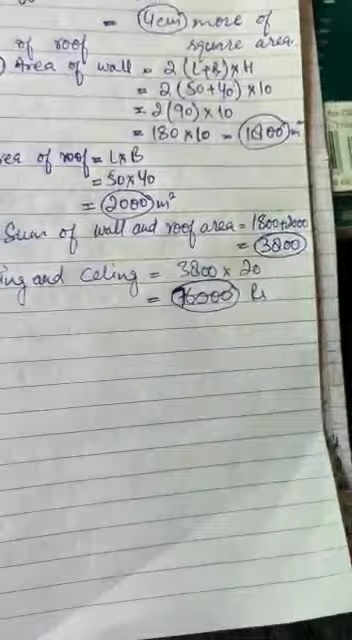 = 4cm more of
of roof square area.
) Area of wall = 2(L+B)×H
= 2(50+40)×10
= 2(90)×10
= 180×10 = 1800 m²
ea of roof = L×B
= 50×40
= 2000 m²
Sum of wall and roof area = 1800+2000
= 3800
ing and Celing = 3800 × 20
= 76000 Rs